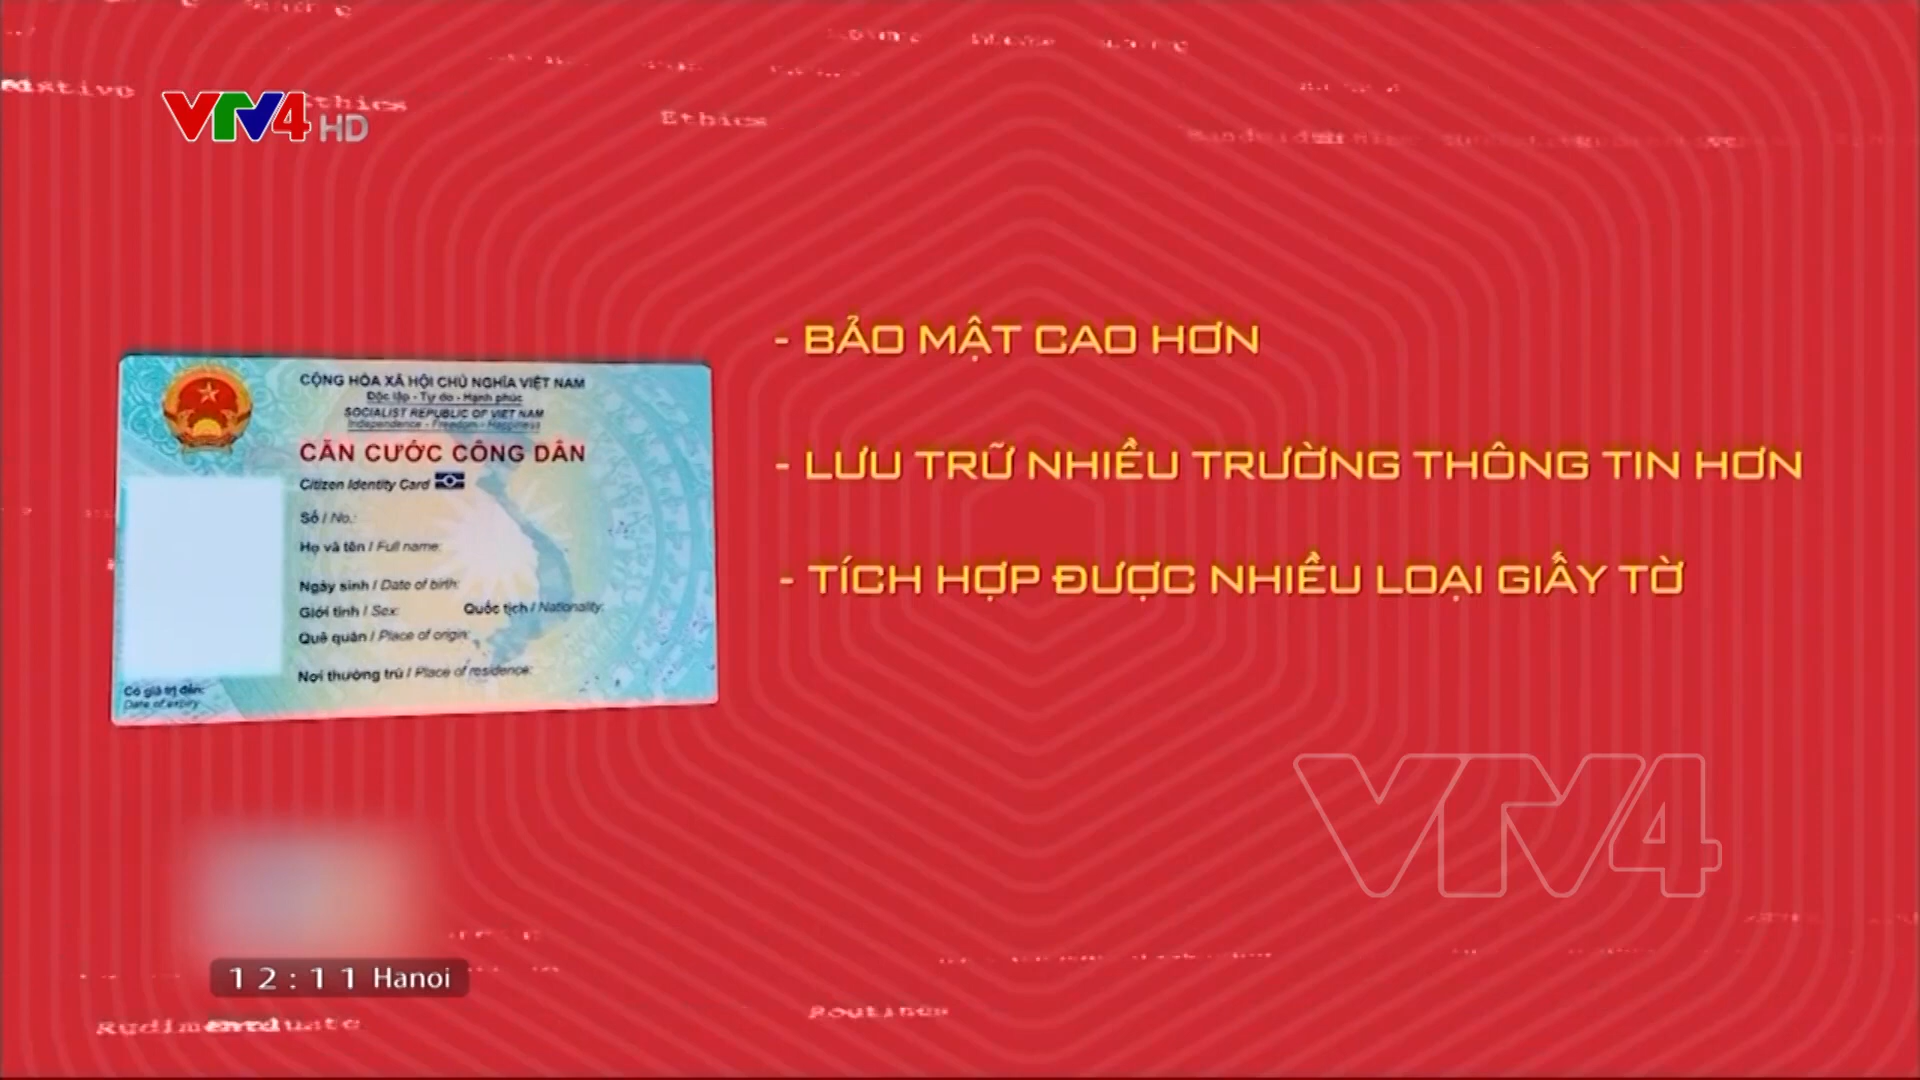 Ethics
VTV4 HD
Ethics
- BẢO MẬT CAO HƠN
- LƯU TRỮ NHIỀU TRƯỜNG THÔNG TIN HƠN
- TÍCH HỢP ĐƯỢC NHIỀU LOẠI GIẤY TỜ
CỘNG HÒA XÃ HỘI CHỦ NGHĨA VIỆT NAM
Độc lập - Tự do - Hạnh phúc
SOCIALIST REPUBLIC OF VIET NAM
Independence - Freedom - Happiness
CĂN CƯỚC CÔNG DÂN
Citizen Identity Card
Số / No.:
Họ và tên / Full name:
Ngày sinh / Date of birth:
Giới tính / Sex: Quốc tịch / Nationality:
Quê quán / Place of origin:
Nơi thường trú / Place of residence:
Có giá trị đến:
Date of expiry
VTV4
12:11 Hanoi
Routines